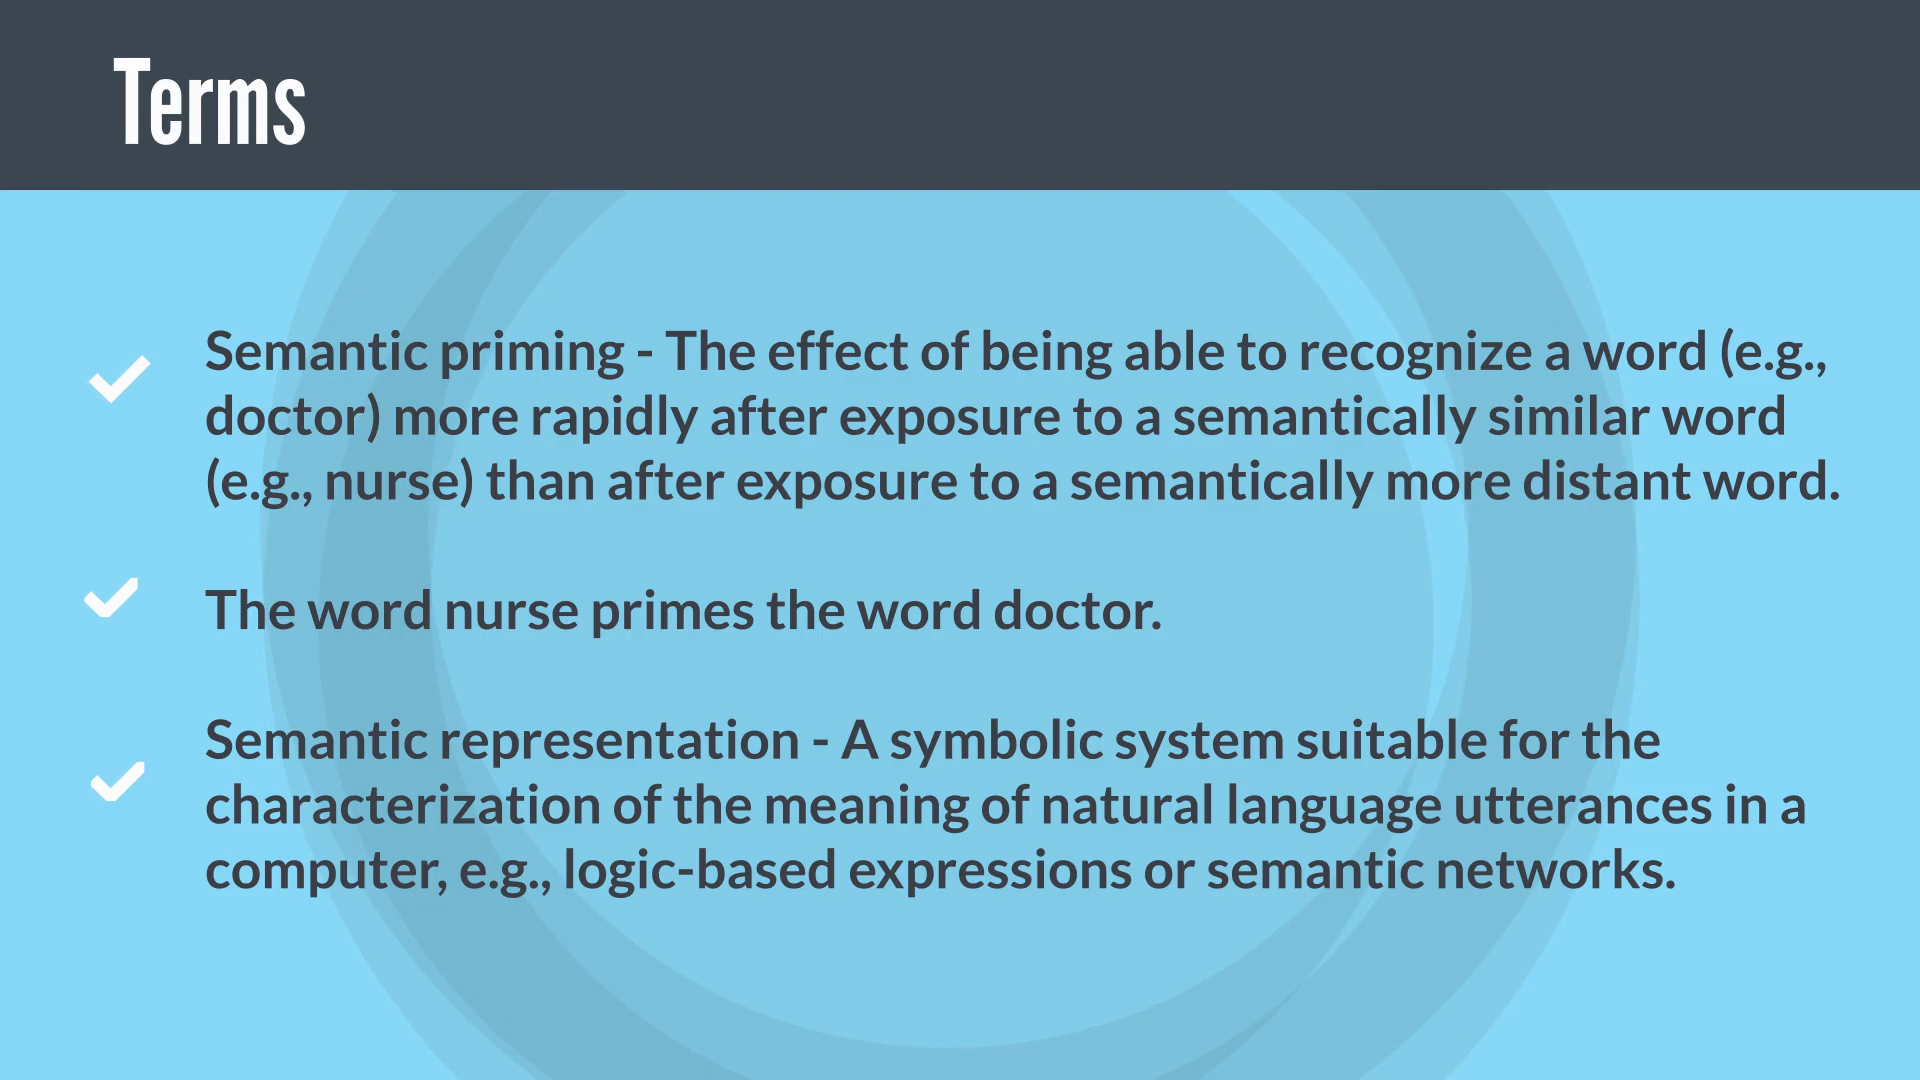 Terms
Semantic priming - The effect of being able to recognize a word (e.g.,
doctor) more rapidly after exposure to a semantically similar word
(e.g., nurse) than after exposure to a semantically more distant word.
The word nurse primes the word doctor.
Semantic representation - A symbolic system suitable for the
characterization of the meaning of natural language utterances in a
computer, e.g., logic-based expressions or semantic networks.